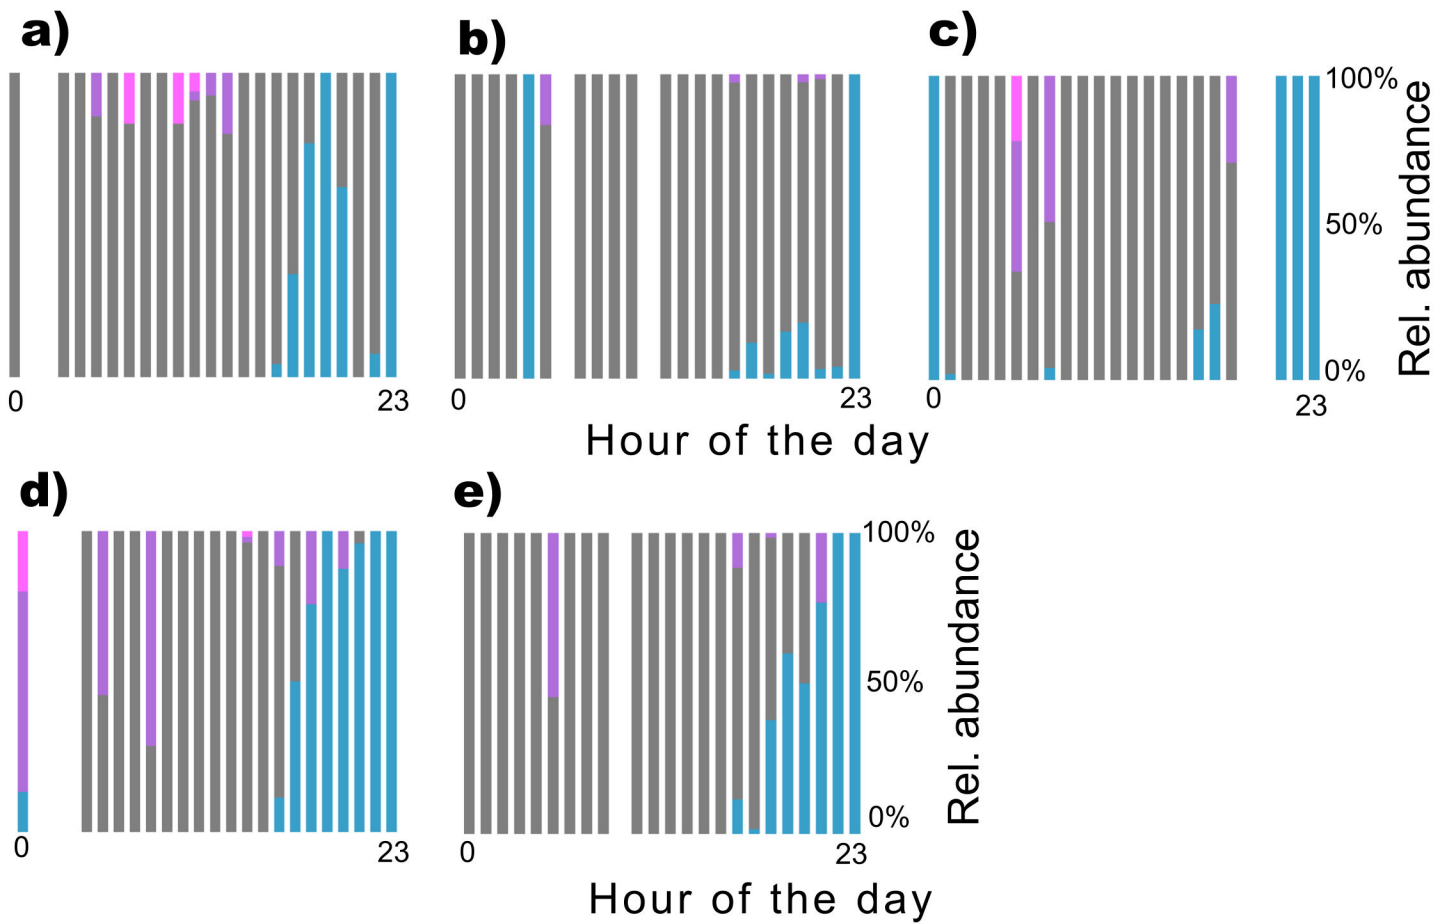 a)
b)
c)
100%
50%
0%
Rel. abundance
0
23
0
23
0
23
Hour of the day
d)
e)
100%
50%
0%
Rel. abundance
0
23
0
23
Hour of the day